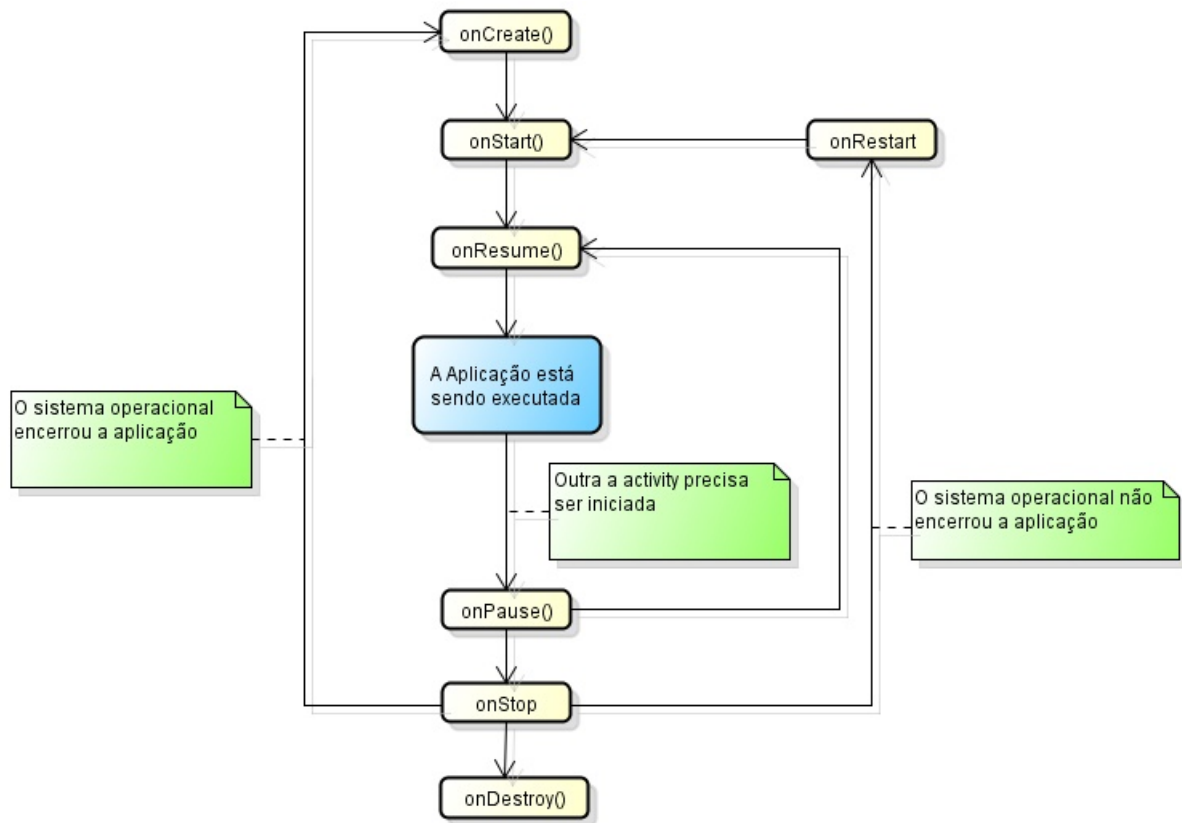 onCreate()
onStart()
onRestart
onResume()
A Aplicação está
sendo executada
O sistema operacional
encerrou a aplicação
Outra a activity precisa
ser iniciada
O sistema operacional não
encerrou a aplicação
onPause()
onStop
onDestroy()